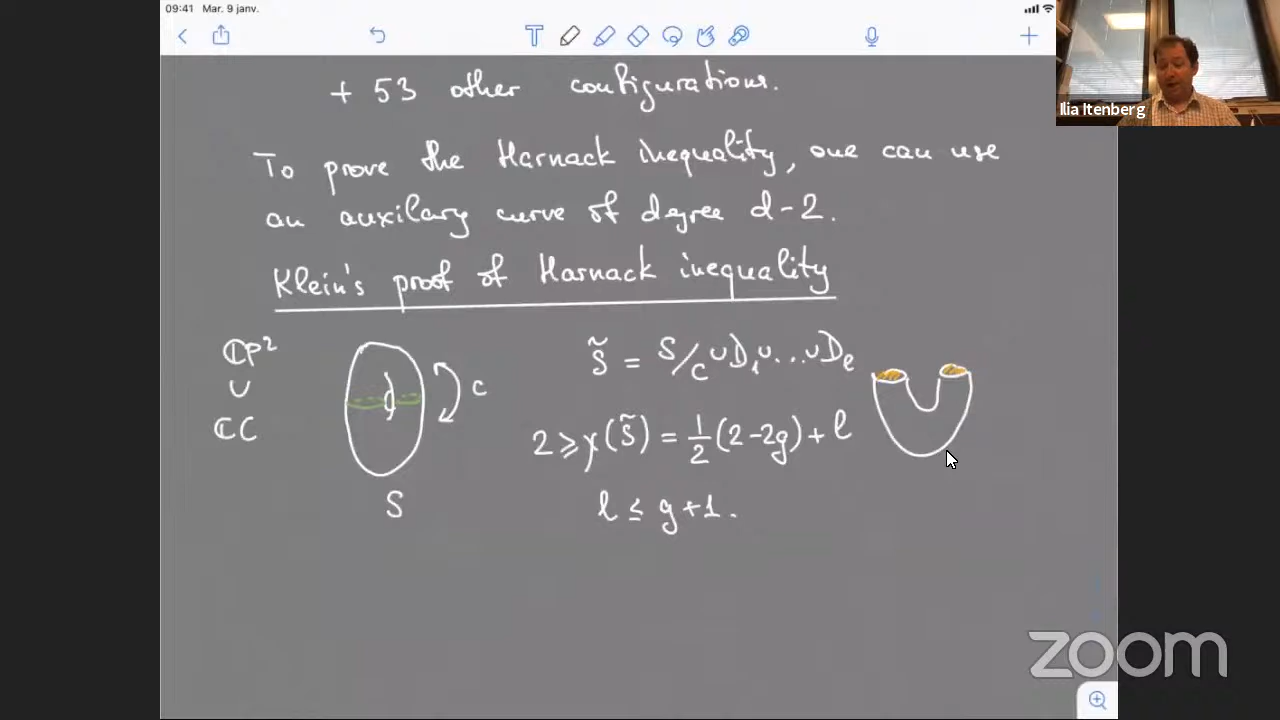 09:41 Mar. 9 janv.
Ilia Itenberg
+ 53 other configurations.
To prove the Harnack inequality, one can use
an auxilary curve of degree d-2.
Klein's proof of Harnack inequality
ℂP²
∪
ℂC
c
S
S̃ = S/c ∪ D₁ ∪ ... ∪ Dₗ
2 ⩾ χ(S̃) = ½(2-2g) + l
l ≤ g+1.
zoom